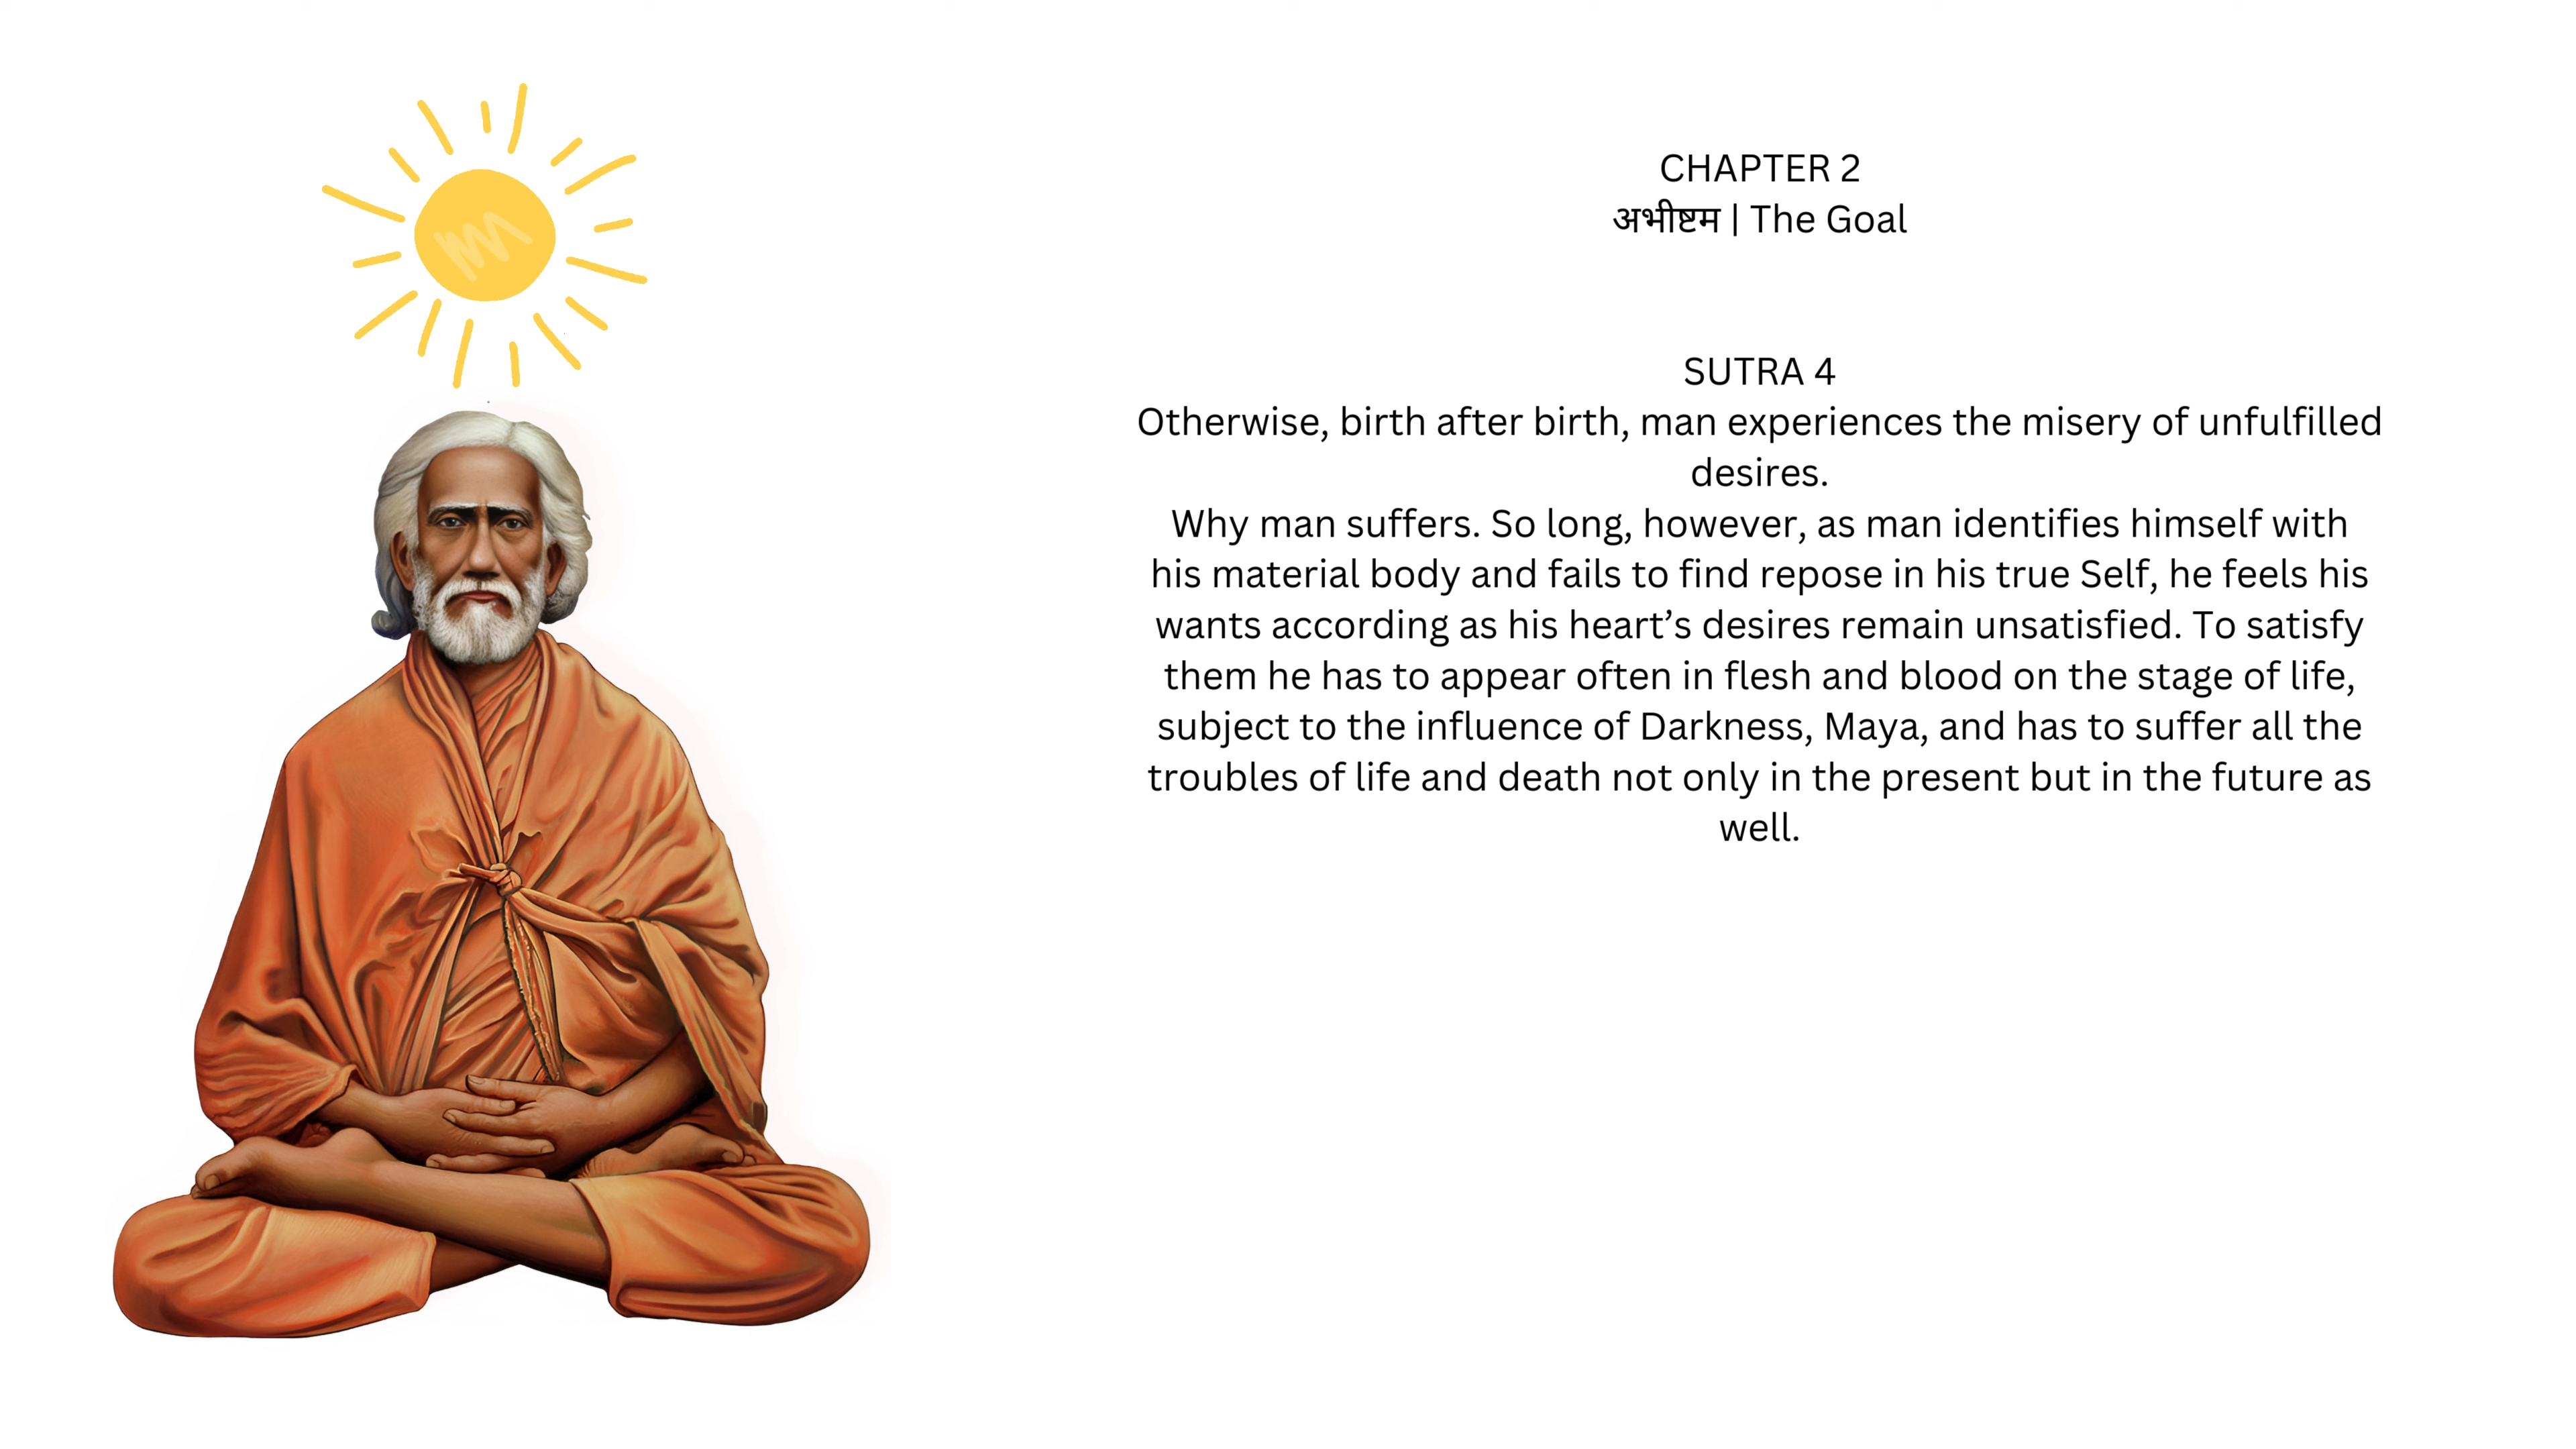 CHAPTER 2
अभीष्टम | The Goal
SUTRA 4
Otherwise, birth after birth, man experiences the misery of unfulfilled
desires.
Why man suffers. So long, however, as man identifies himself with
his material body and fails to find repose in his true Self, he feels his
wants according as his heart’s desires remain unsatisfied. To satisfy
them he has to appear often in flesh and blood on the stage of life,
subject to the influence of Darkness, Maya, and has to suffer all the
troubles of life and death not only in the present but in the future as
well.